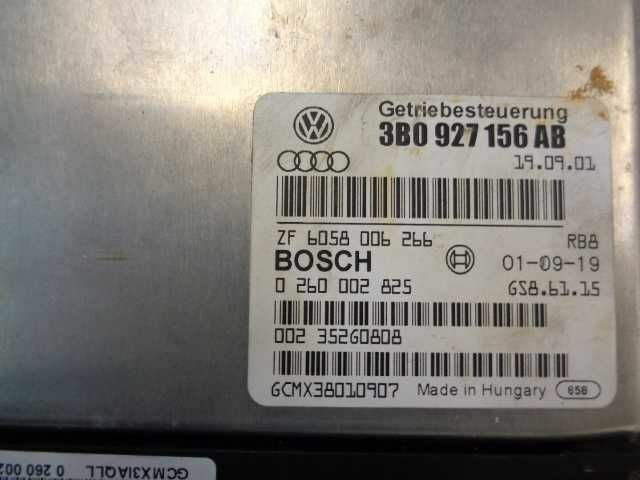 Getriebesteuerung
3B0 927 156 AB
19.09.01
ZF 6058 006 266 RB8
BOSCH 01-09-19
0 260 002 825 GS8.61.15
002 35260808
GCMX38010907 Made in Hungary 656
GCMX3IAQLL 0 260 002